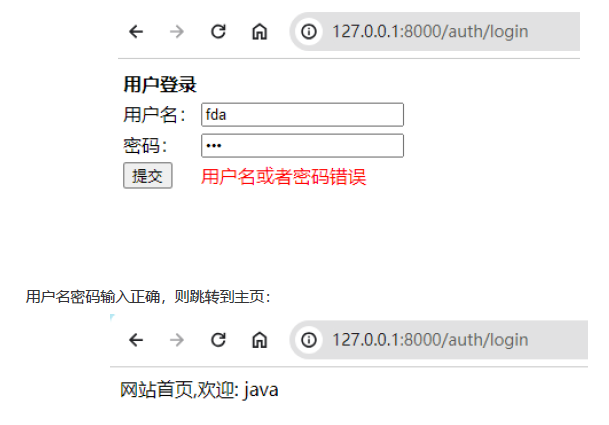 127.0.0.1:8000/auth/login
用户登录
用户名： fda
密码： •••
提交 用户名或者密码错误
用户名密码输入正确，则跳转到主页：
127.0.0.1:8000/auth/login
网站首页,欢迎: java